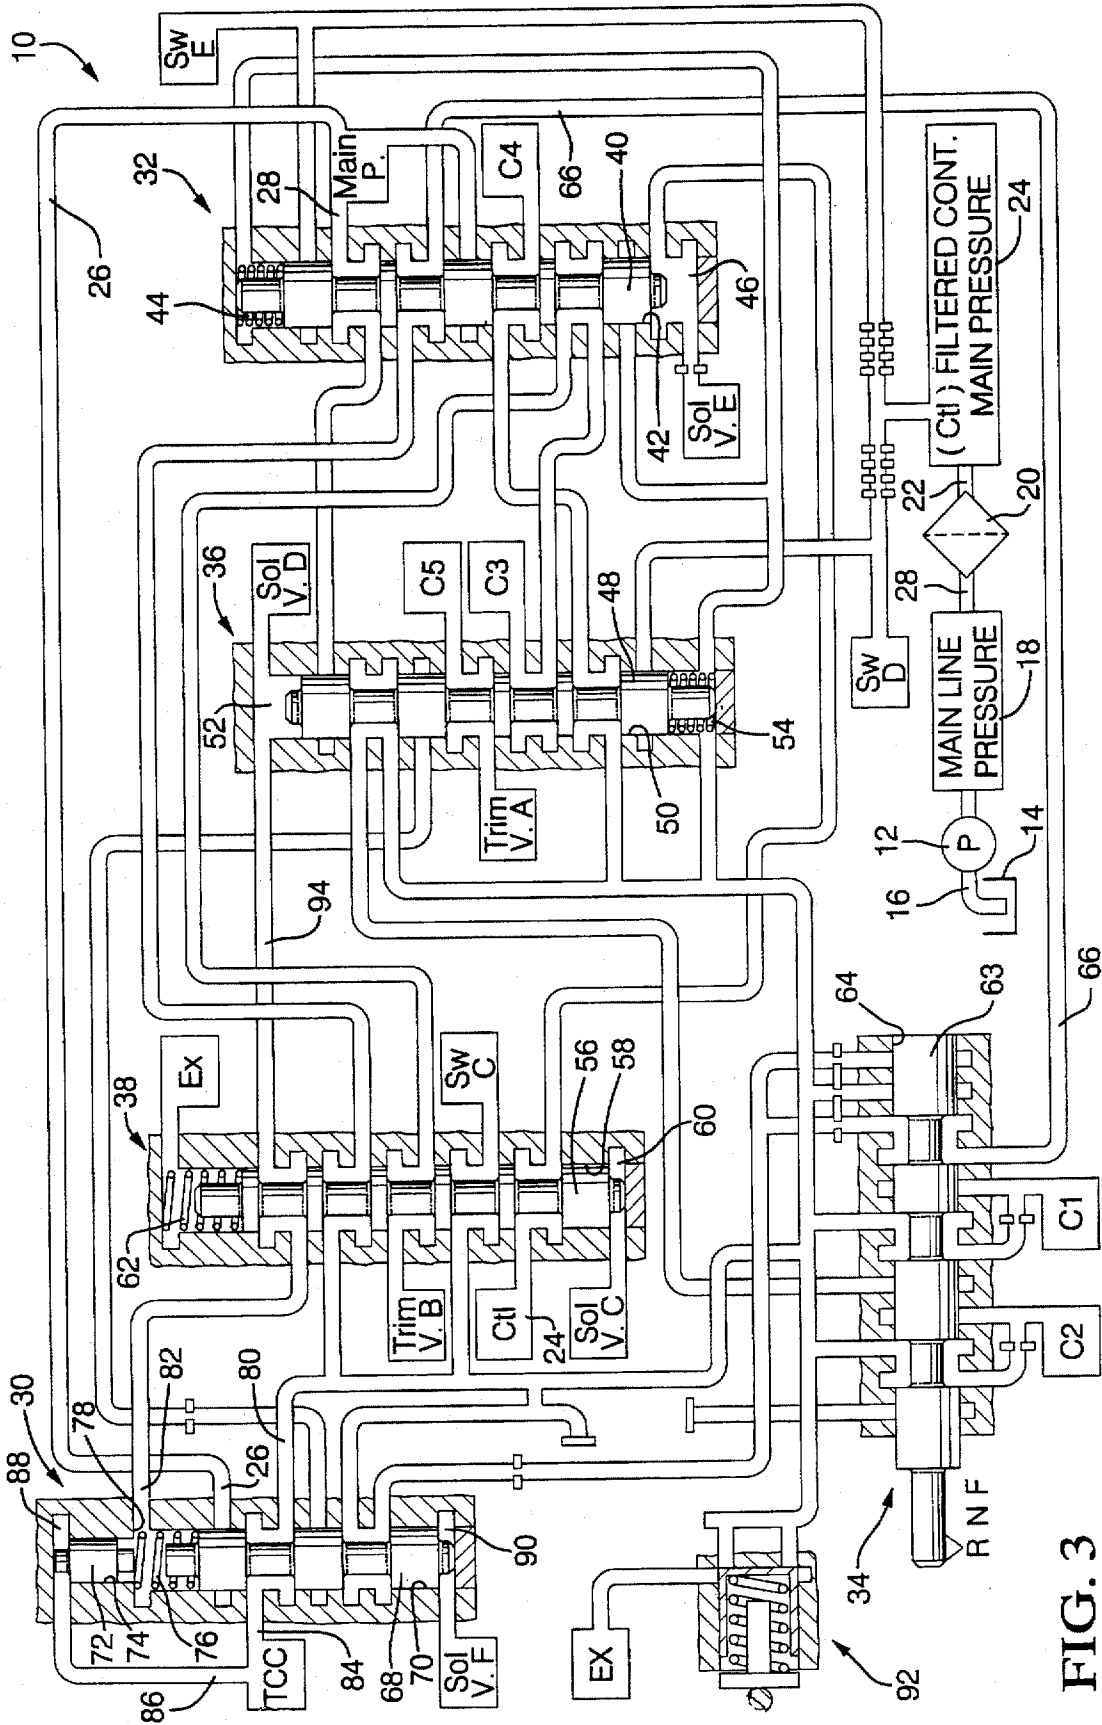 10
26
Sw
E
32
28
Main
P.
C4
66
40
44
46
42
Sol
V. E
(Ctl) FILTERED CONT.
MAIN PRESSURE
24
22
20
28
MAIN LINE
PRESSURE
18
12
P
14
16
Sw
D
36
Sol
V. D
52
C5
C3
48
54
50
Trim
V. A
94
38
Ex
62
Sw
C
56
58
60
Trim
V. B
Ctl
24
Sol
V. C
64
63
66
C1
C2
34
R N F
30
88
78
82
80
26
90
72
74
76
86
TCC
84
68
70
Sol
V. F
EX
92
FIG. 3